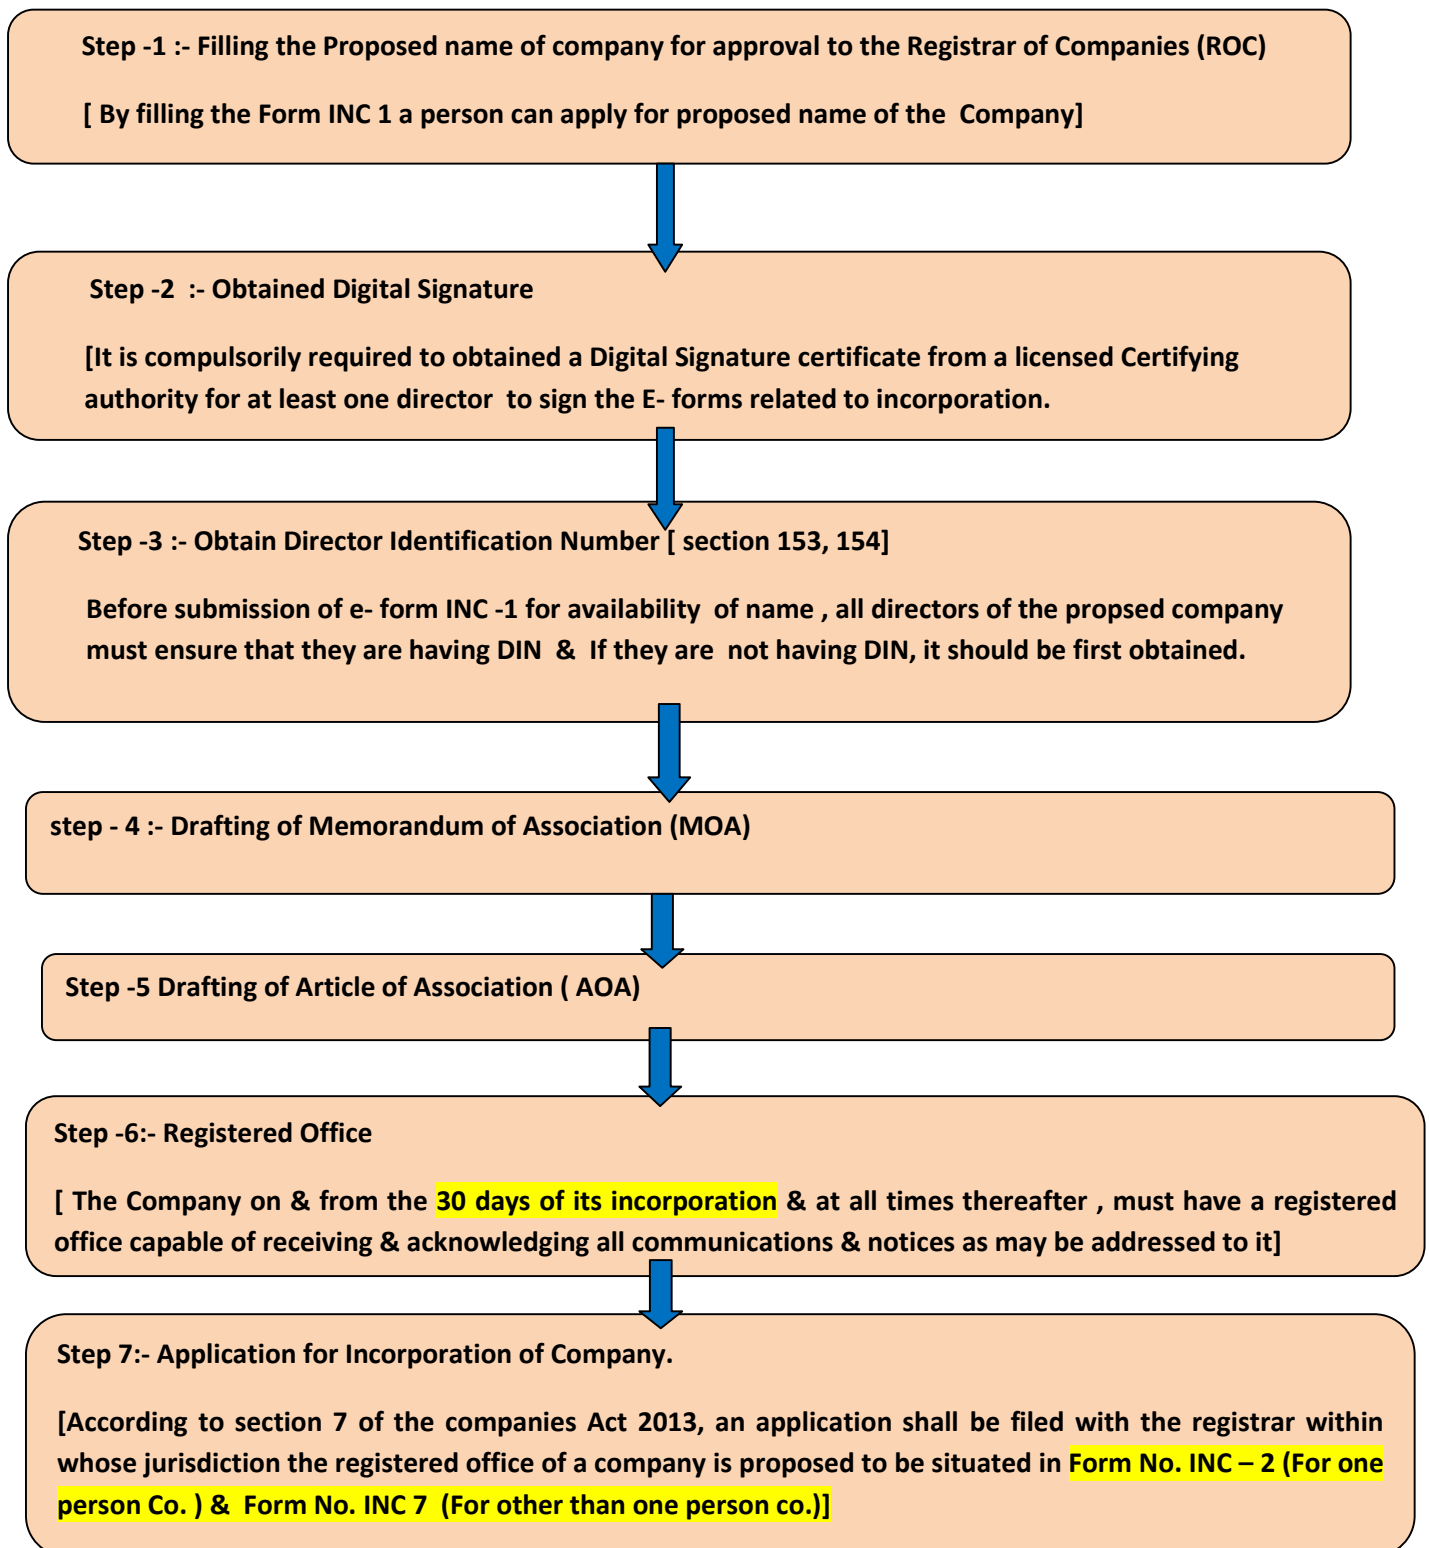 Step -1 :- Filling the Proposed name of company for approval to the Registrar of Companies (ROC)
[ By filling the Form INC 1 a person can apply for proposed name of the Company]
Step -2 :- Obtained Digital Signature
[It is compulsorily required to obtained a Digital Signature certificate from a licensed Certifying
authority for at least one director to sign the E- forms related to incorporation.
Step -3 :- Obtain Director Identification Number [ section 153, 154]
Before submission of e- form INC -1 for availability of name , all directors of the propsed company
must ensure that they are having DIN & If they are not having DIN, it should be first obtained.
step - 4 :- Drafting of Memorandum of Association (MOA)
Step -5 Drafting of Article of Association ( AOA)
Step -6:- Registered Office
[ The Company on & from the 30 days of its incorporation & at all times thereafter , must have a registered
office capable of receiving & acknowledging all communications & notices as may be addressed to it]
Step 7:- Application for Incorporation of Company.
[According to section 7 of the companies Act 2013, an application shall be filed with the registrar within
whose jurisdiction the registered office of a company is proposed to be situated in Form No. INC – 2 (For one
person Co. ) & Form No. INC 7 (For other than one person co.)]